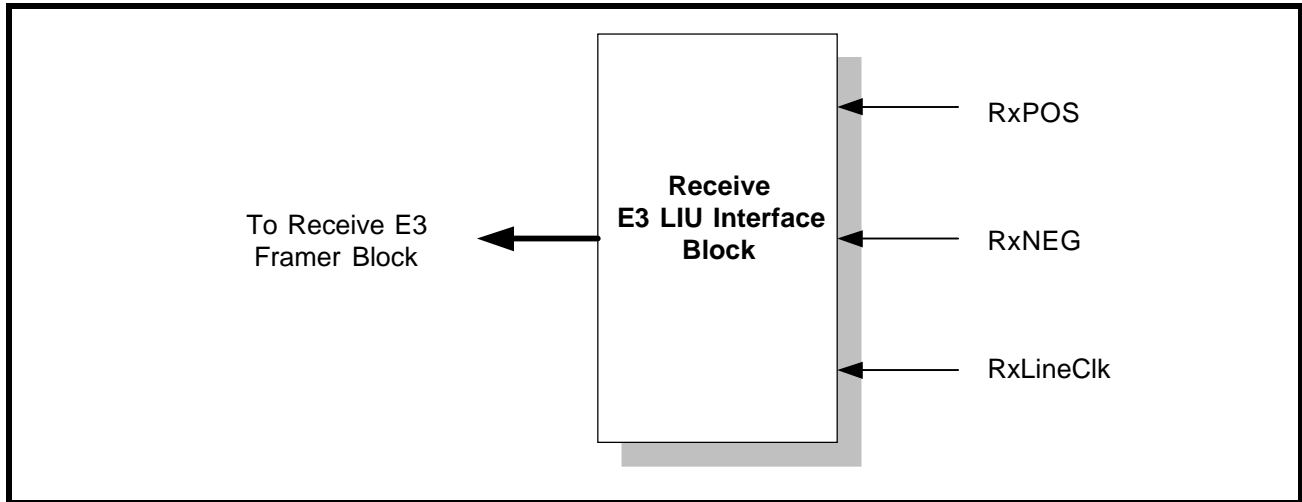 To Receive E3
Framer Block
Receive
E3 LIU Interface
Block
RxPOS
RxNEG
RxLineClk